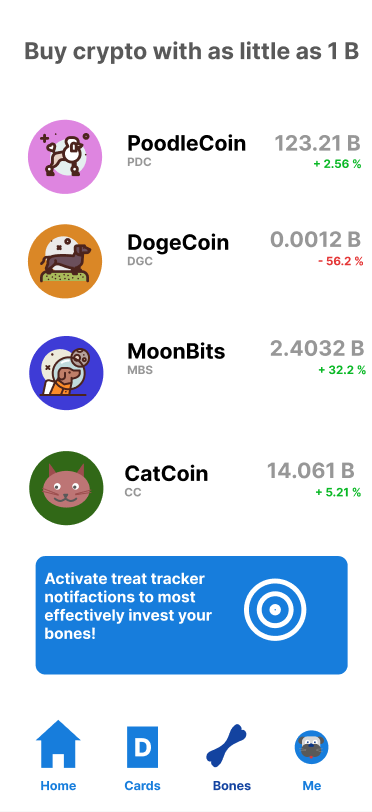 Buy crypto with as little as 1 B
PoodleCoin 123.21 B
PDC + 2.56 %
DogeCoin 0.0012 B
DGC - 56.2 %
MoonBits 2.4032 B
MBS + 32.2 %
CatCoin 14.061 B
CC + 5.21 %
Activate treat tracker
notifactions to most
effectively invest your
bones!
D
Home Cards Bones Me